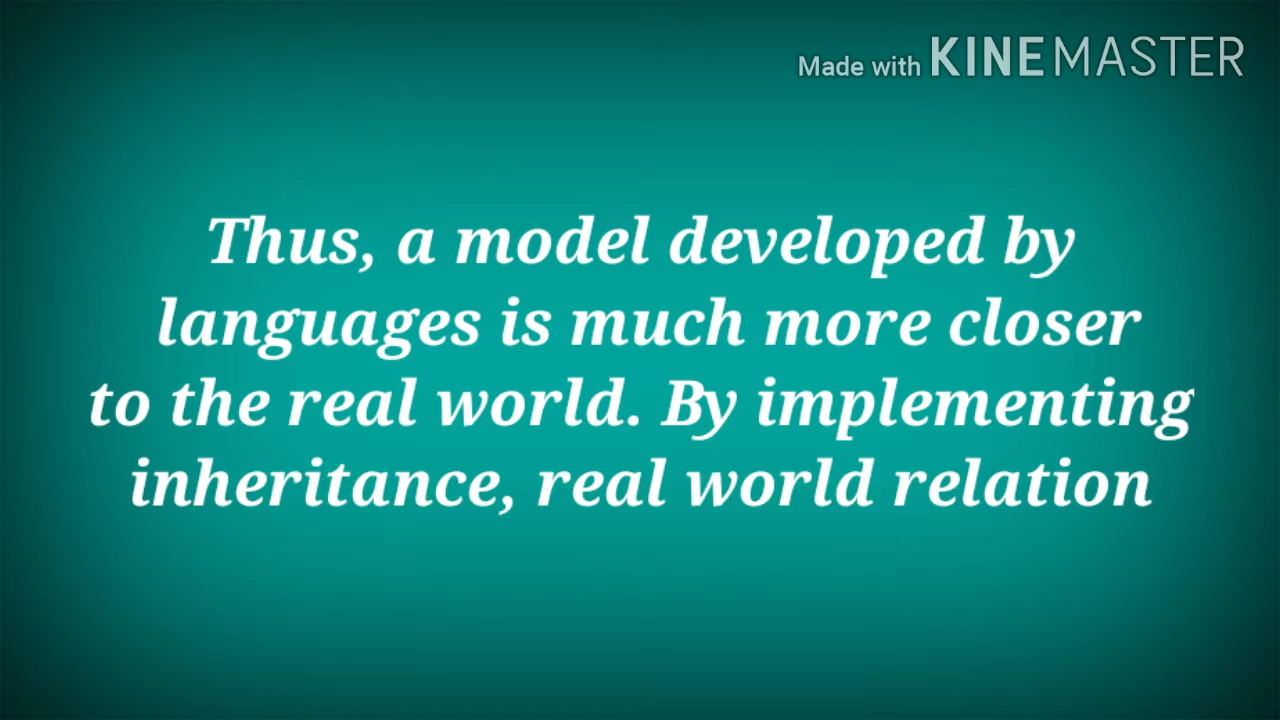 Made with KINEMASTER
Thus, a model developed by
languages is much more closer
to the real world. By implementing
inheritance, real world relation